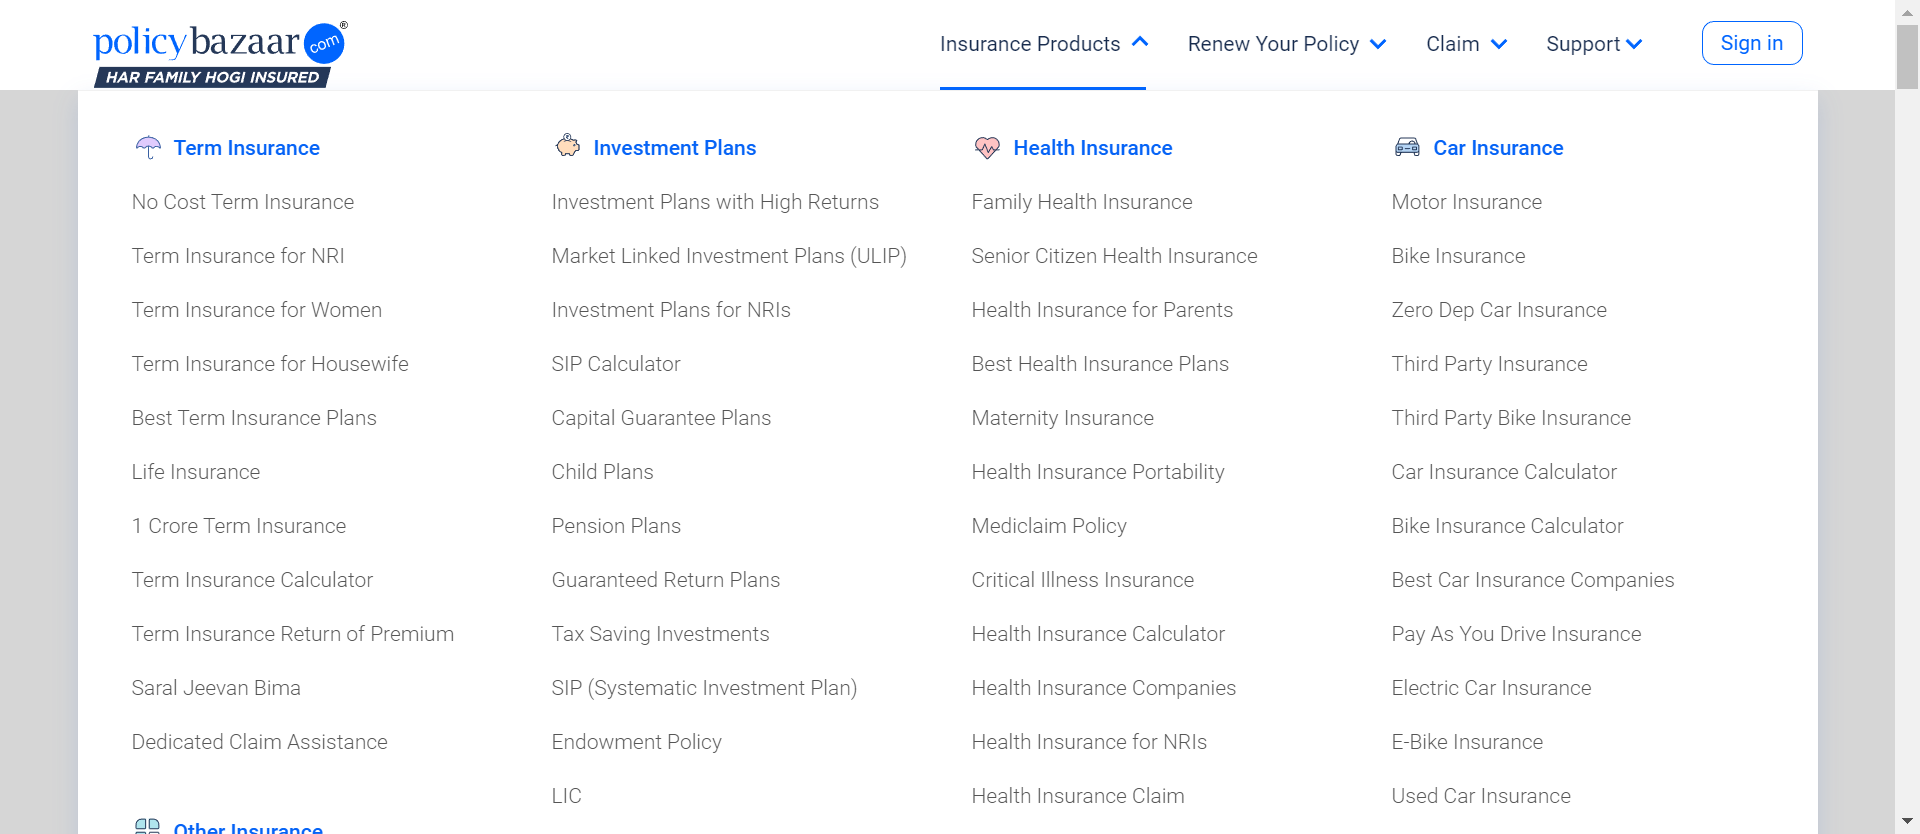 policybazaar com ®
HAR FAMILY HOGI INSURED
Insurance Products
Renew Your Policy
Claim
Support
Sign in
Term Insurance
No Cost Term Insurance
Term Insurance for NRI
Term Insurance for Women
Term Insurance for Housewife
Best Term Insurance Plans
Life Insurance
1 Crore Term Insurance
Term Insurance Calculator
Term Insurance Return of Premium
Saral Jeevan Bima
Dedicated Claim Assistance
Other Insurance
Investment Plans
Investment Plans with High Returns
Market Linked Investment Plans (ULIP)
Investment Plans for NRIs
SIP Calculator
Capital Guarantee Plans
Child Plans
Pension Plans
Guaranteed Return Plans
Tax Saving Investments
SIP (Systematic Investment Plan)
Endowment Policy
LIC
Health Insurance
Family Health Insurance
Senior Citizen Health Insurance
Health Insurance for Parents
Best Health Insurance Plans
Maternity Insurance
Health Insurance Portability
Mediclaim Policy
Critical Illness Insurance
Health Insurance Calculator
Health Insurance Companies
Health Insurance for NRIs
Health Insurance Claim
Car Insurance
Motor Insurance
Bike Insurance
Zero Dep Car Insurance
Third Party Insurance
Third Party Bike Insurance
Car Insurance Calculator
Bike Insurance Calculator
Best Car Insurance Companies
Pay As You Drive Insurance
Electric Car Insurance
E-Bike Insurance
Used Car Insurance